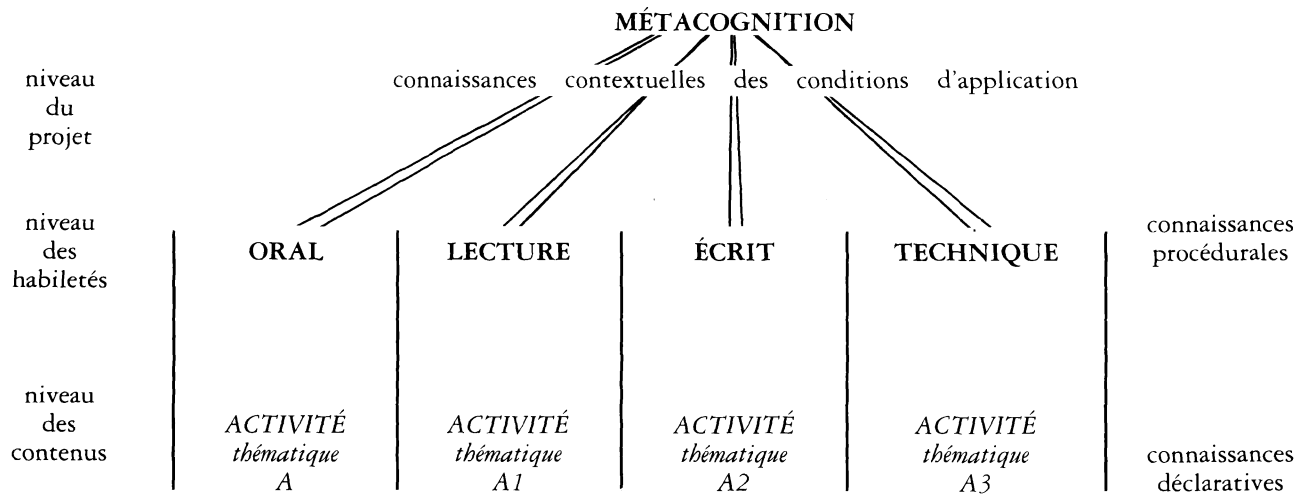 MÉTACOGNITION
niveau
du
projet
connaissances contextuelles des conditions d'application
niveau
des
habiletés
ORAL
LECTURE
ÉCRIT
TECHNIQUE
connaissances
procédurales
niveau
des
contenus
ACTIVITÉ
thématique
A
ACTIVITÉ
thématique
A1
ACTIVITÉ
thématique
A2
ACTIVITÉ
thématique
A3
connaissances
déclaratives